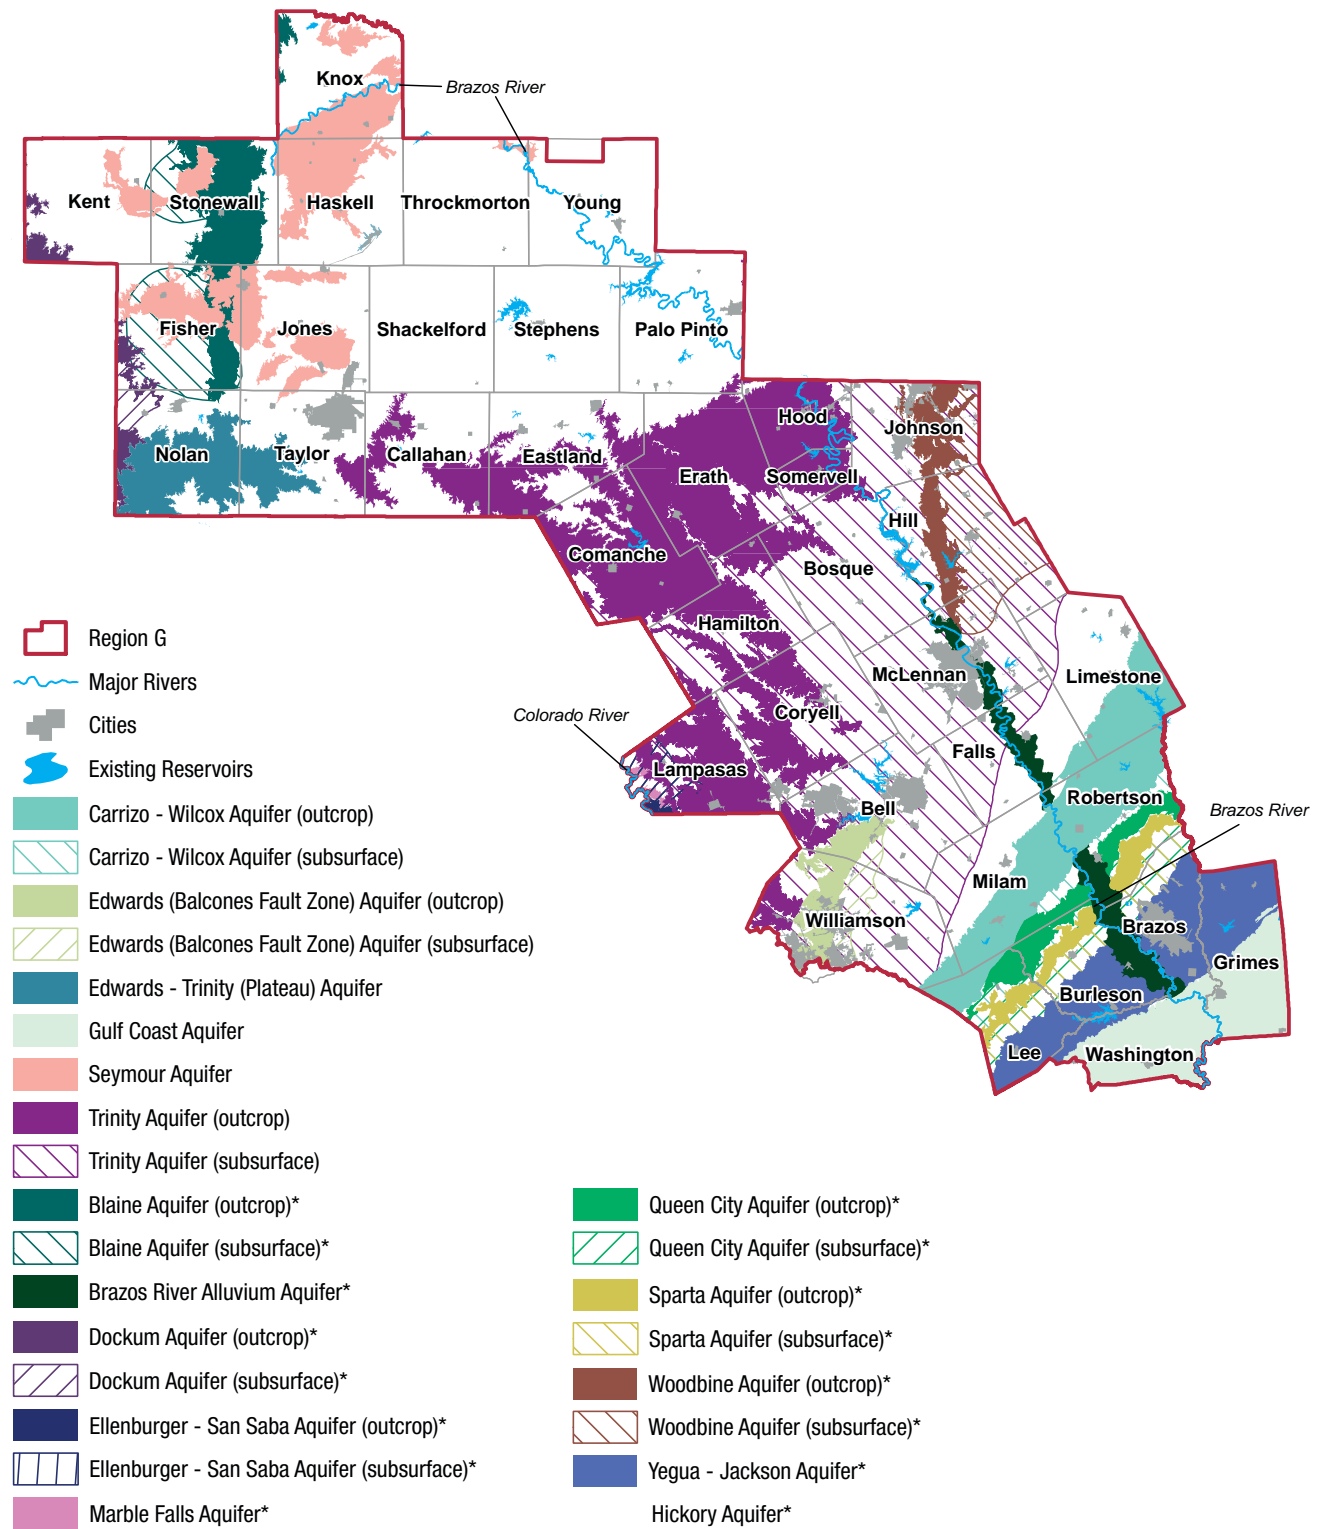 Knox
Brazos River
Kent
Stonewall
Haskell
Throckmorton
Young
Fisher
Jones
Shackelford
Stephens
Palo Pinto
Hood
Johnson
Nolan
Taylor
Callahan
Eastland
Erath
Somervell
Hill
Comanche
Bosque
Hamilton
McLennan
Limestone
Colorado River
Coryell
Falls
Lampasas
Bell
Robertson
Brazos River
Milam
Williamson
Brazos
Grimes
Burleson
Lee
Washington
Region G
Major Rivers
Cities
Existing Reservoirs
Carrizo - Wilcox Aquifer (outcrop)
Carrizo - Wilcox Aquifer (subsurface)
Edwards (Balcones Fault Zone) Aquifer (outcrop)
Edwards (Balcones Fault Zone) Aquifer (subsurface)
Edwards - Trinity (Plateau) Aquifer
Gulf Coast Aquifer
Seymour Aquifer
Trinity Aquifer (outcrop)
Trinity Aquifer (subsurface)
Blaine Aquifer (outcrop)*
Blaine Aquifer (subsurface)*
Brazos River Alluvium Aquifer*
Dockum Aquifer (outcrop)*
Dockum Aquifer (subsurface)*
Ellenburger - San Saba Aquifer (outcrop)*
Ellenburger - San Saba Aquifer (subsurface)*
Marble Falls Aquifer*
Queen City Aquifer (outcrop)*
Queen City Aquifer (subsurface)*
Sparta Aquifer (outcrop)*
Sparta Aquifer (subsurface)*
Woodbine Aquifer (outcrop)*
Woodbine Aquifer (subsurface)*
Yegua - Jackson Aquifer*
Hickory Aquifer*